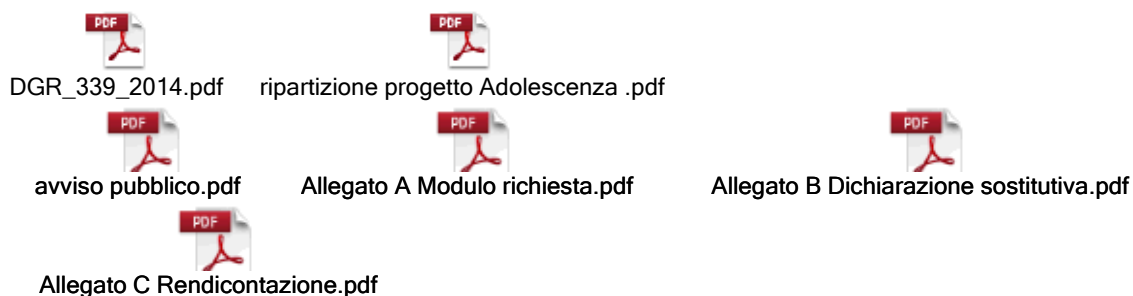 PDF PDF
DGR_339_2014.pdf ripartizione progetto Adolescenza .pdf
PDF PDF PDF
avviso pubblico.pdf Allegato A Modulo richiesta.pdf Allegato B Dichiarazione sostitutiva.pdf
PDF
Allegato C Rendicontazione.pdf